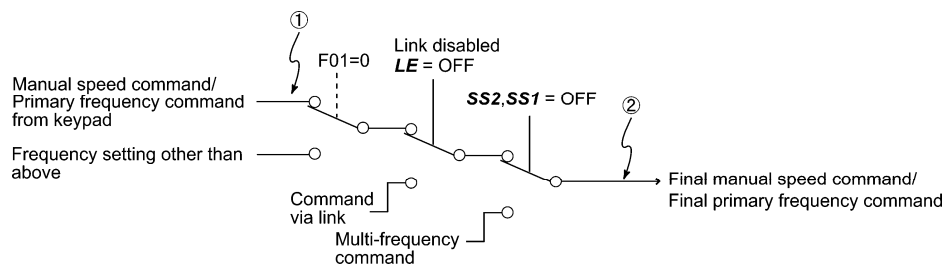 ①
F01=0
Link disabled
LE = OFF
Manual speed command/
Primary frequency command
from keypad
SS2,SS1 = OFF
②
Frequency setting other than
above
Final manual speed command/
Final primary frequency command
Command
via link
Multi-frequency
command